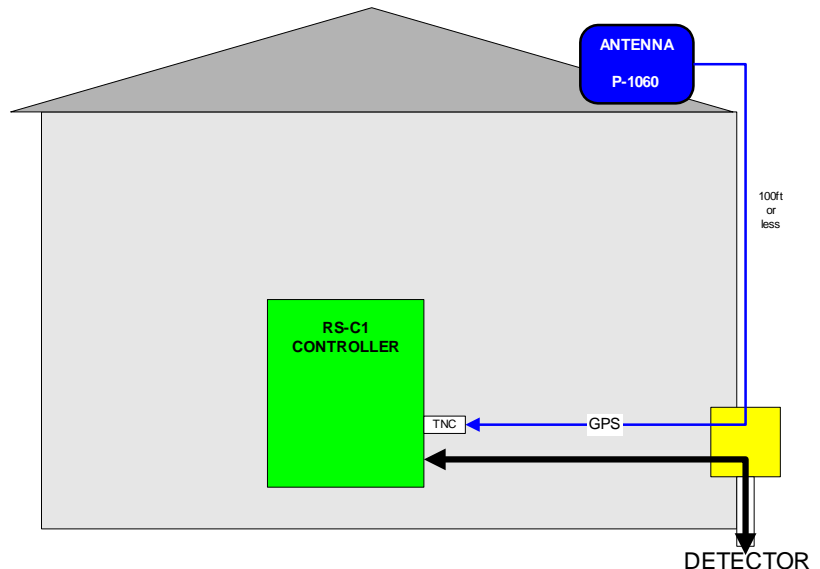 ANTENNA
P-1060
100ft
or
less
RS-C1
CONTROLLER
TNC
GPS
DETECTOR